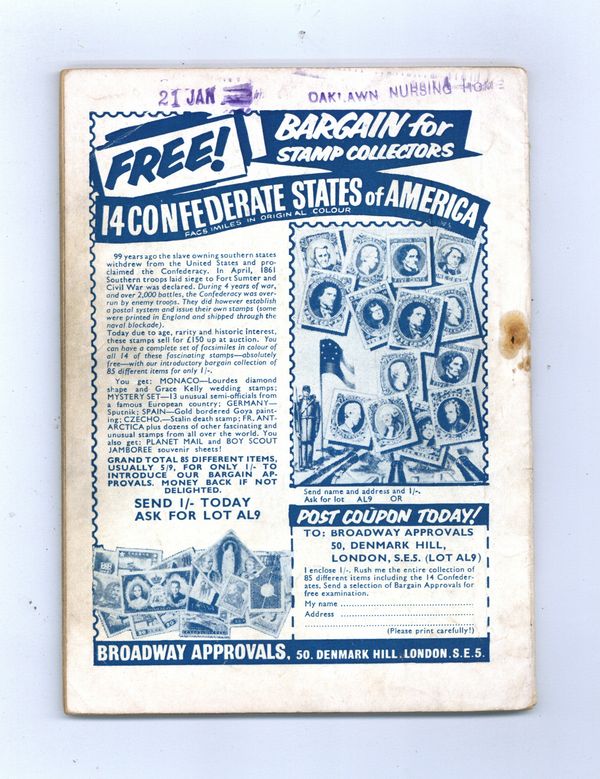 21 JAN
OAKLAWN NURSING HOME
FREE!
BARGAIN for
STAMP COLLECTORS
14 CONFEDERATE STATES of AMERICA
FACSIMILES IN ORIGINAL COLOUR
99 years ago the slave owning southern states
withdrew from the United States and pro-
claimed the Confederacy. In April, 1861
Southern troops laid siege to Fort Sumter and
Civil War was declared. During 4 years of war,
and over 2,000 battles, the Confederacy was over-
run by enemy troops. They did however establish
a postal system and issue their own stamps (some
were printed in England and shipped through the
naval blockade).
Today due to age, rarity and historic Interest,
these stamps sell for £150 up at auction. You
can have a complete set of facsimiles in colour of
all 14 of these fascinating stamps—absolutely
free—with our introductory bargain collection of
85 different items for only 1/-.
You get: MONACO—Lourdes diamond
shape and Grace Kelly wedding stamps;
MYSTERY SET—13 unusual semi-officials from
a famous European country; GERMANY—
Sputnik; SPAIN—Gold bordered Goya paint-
ing; CZECHO.—Stalin death stamp; FR. ANT-
ARCTICA plus dozens of other fascinating and
unusual stamps from all over the world. You
also get: PLANET MAIL and BOY SCOUT
JAMBOREE souvenir sheets!
GRAND TOTAL 85 DIFFERENT ITEMS,
USUALLY 5/9, FOR ONLY 1/- TO
INTRODUCE OUR BARGAIN AP-
PROVALS. MONEY BACK IF NOT
DELIGHTED.
SEND 1/- TODAY
ASK FOR LOT AL9
Send name and address and 1/-.
Ask for lot AL9 OR
POST COUPON TODAY!
TO: BROADWAY APPROVALS
50, DENMARK HILL,
LONDON, S.E.5. (LOT AL9)
I enclose 1/-. Rush me the entire collection of
85 different items including the 14 Confeder-
ates. Send a selection of Bargain Approvals for
free examination.
My name
Address
(Please print carefully!)
BROADWAY APPROVALS, 50, DENMARK HILL, LONDON, S.E.5.